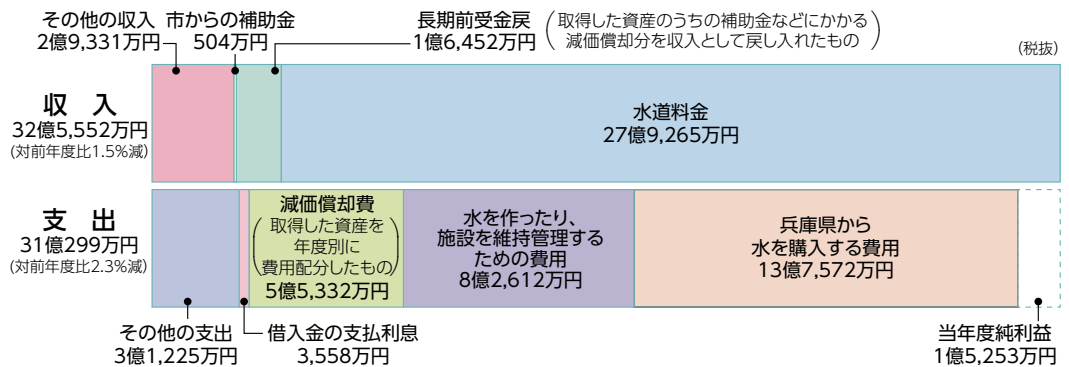 その他の収入
2億9,331万円
市からの補助金
504万円
長期前受金戻
1億6,452万円
(取得した資産のうちの補助金などにかかる
減価償却分を収入として戻し入れたもの)
(税抜)
収 入
32億5,552万円
(対前年度比1.5%減)
水道料金
27億9,265万円
支 出
31億299万円
(対前年度比2.3%減)
減価償却費
(取得した資産を
年度別に
費用配分したもの)
5億5,332万円
水を作ったり、
施設を維持管理する
ための費用
8億2,612万円
兵庫県から
水を購入する費用
13億7,572万円
その他の支出
3億1,225万円
借入金の支払利息
3,558万円
当年度純利益
1億5,253万円